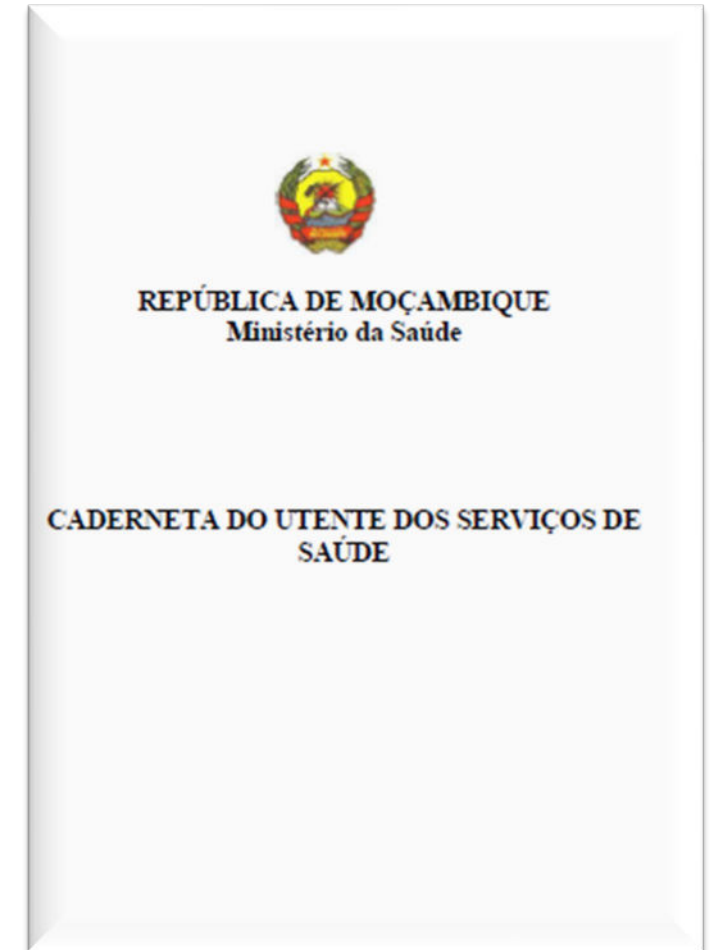 REPÚBLICA DE MOÇAMBIQUE
Ministério da Saúde
CADERNETA DO UTENTE DOS SERVIÇOS DE
SAÚDE